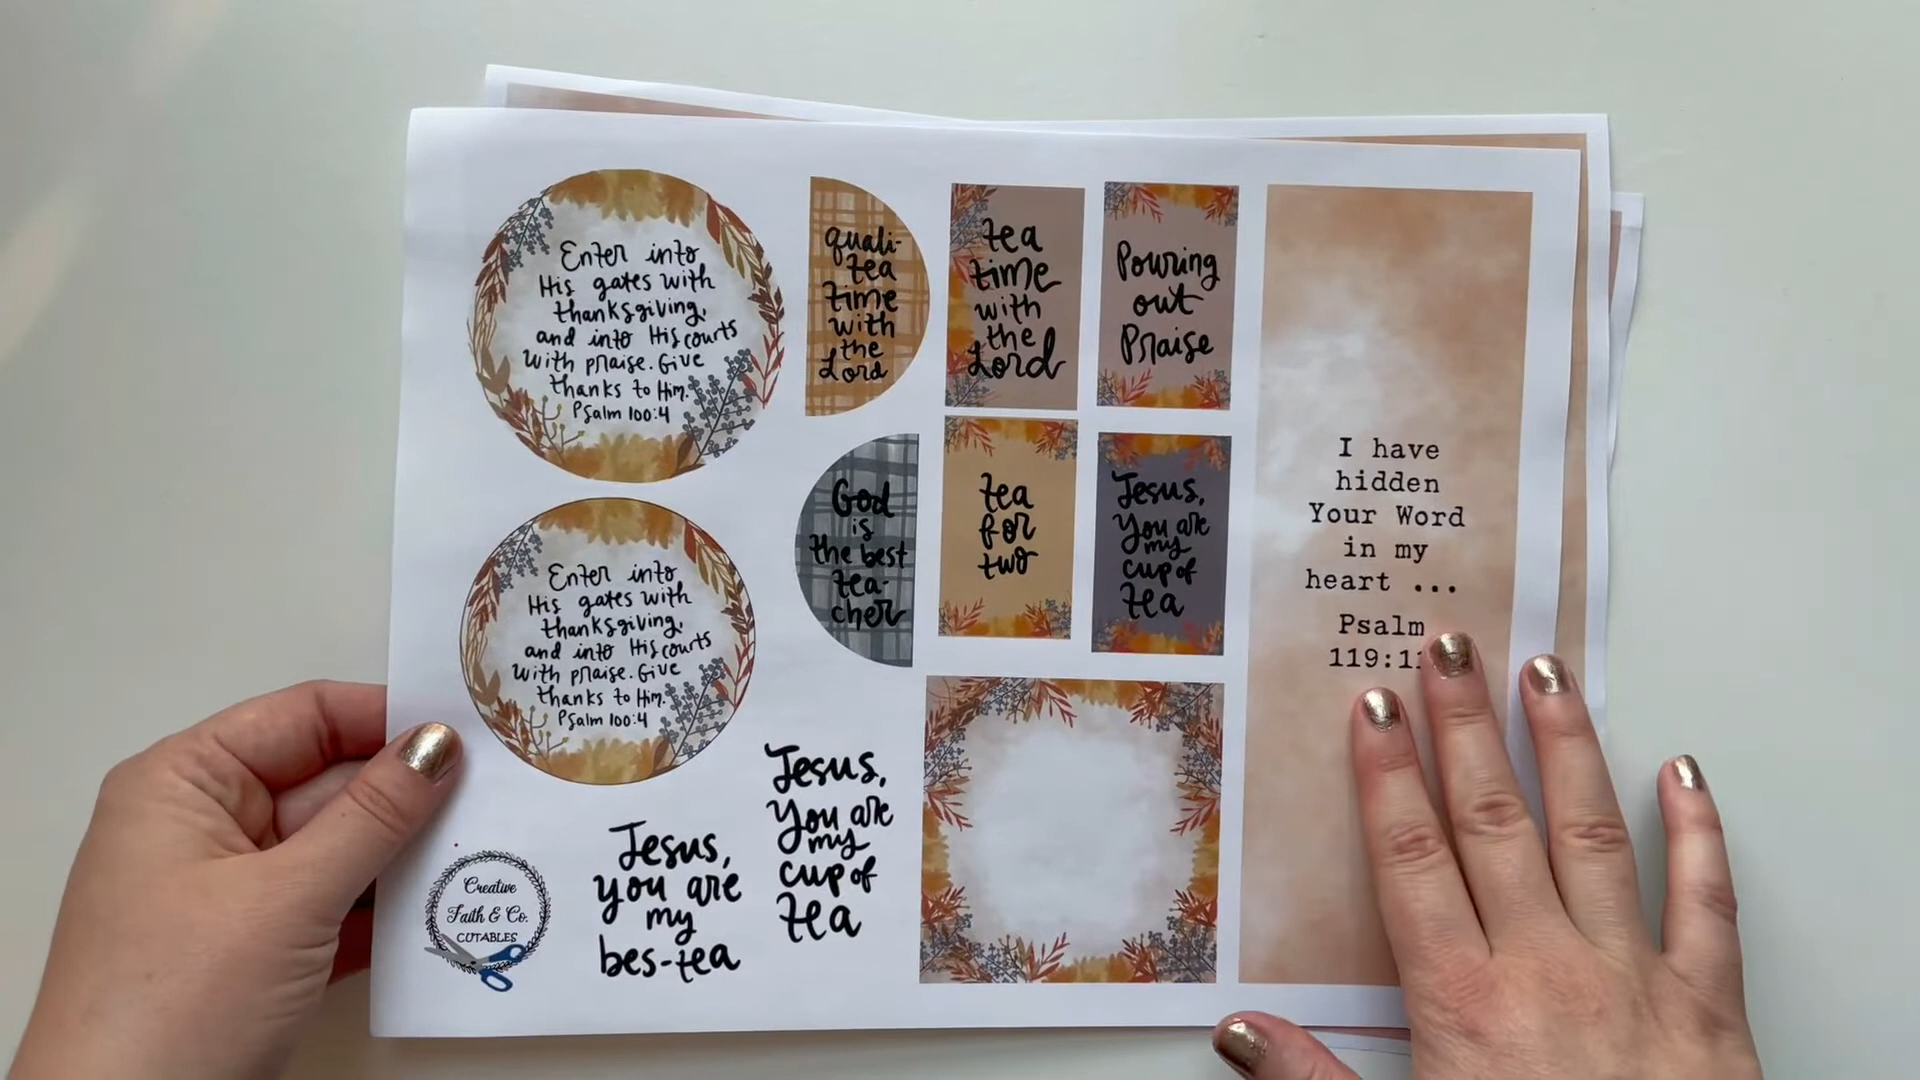 Enter into
His gates with
thanksgiving,
and into His courts
with praise. Give
thanks to Him.
Psalm 100:4
quali-
tea
time
with
the
Lord
tea
time
with
the
Lord
Pouring
out
Praise
I have
hidden
Your Word
in my
heart ...
Psalm
119:11
God
is
the best
tea-
cher
tea
for
two
Jesus,
You are
my
cup of
tea
Enter into
His gates with
thanksgiving,
and into His courts
with praise. Give
thanks to Him.
Psalm 100:4
Jesus,
You are
my
cup of
tea
Jesus,
you are
my
bes-tea
Creative
Faith & Co.
CUTABLES